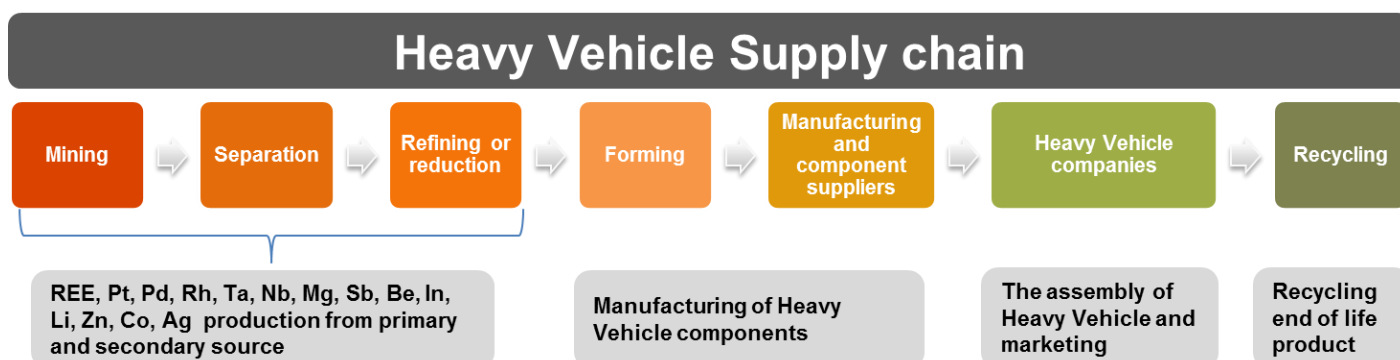 Heavy Vehicle Supply chain
Mining
Separation
Refining or
reduction
Forming
Manufacturing
and
component
suppliers
Heavy Vehicle
companies
Recycling
REE, Pt, Pd, Rh, Ta, Nb, Mg, Sb, Be, In,
Li, Zn, Co, Ag production from primary
and secondary source
Manufacturing of Heavy
Vehicle components
The assembly of
Heavy Vehicle and
marketing
Recycling
end of life
product